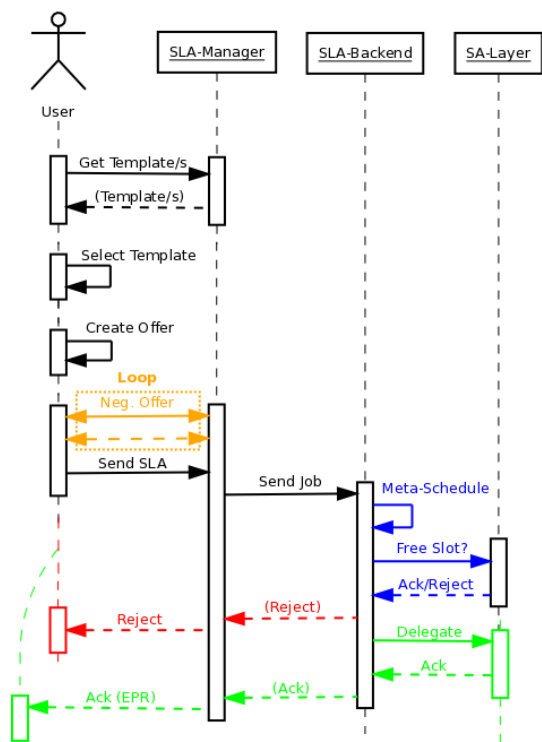 SLA-Manager
SLA-Backend
SA-Layer
User
Get Template/s
(Template/s)
Select Template
Create Offer
Loop
Neg. Offer
Send SLA
Send Job
Meta-Schedule
Free Slot?
Ack/Reject
(Reject)
Reject
Delegate
Ack
(Ack)
Ack (EPR)